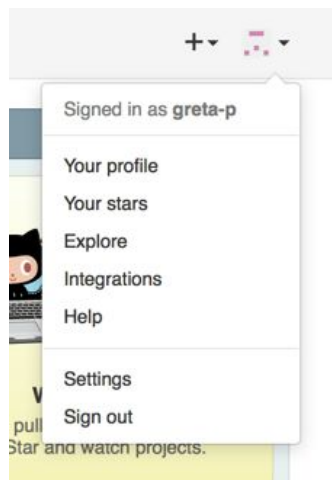 Signed in as greta-p
Your profile
Your stars
Explore
Integrations
Help
Settings
Sign out
pull
Star and watch projects.